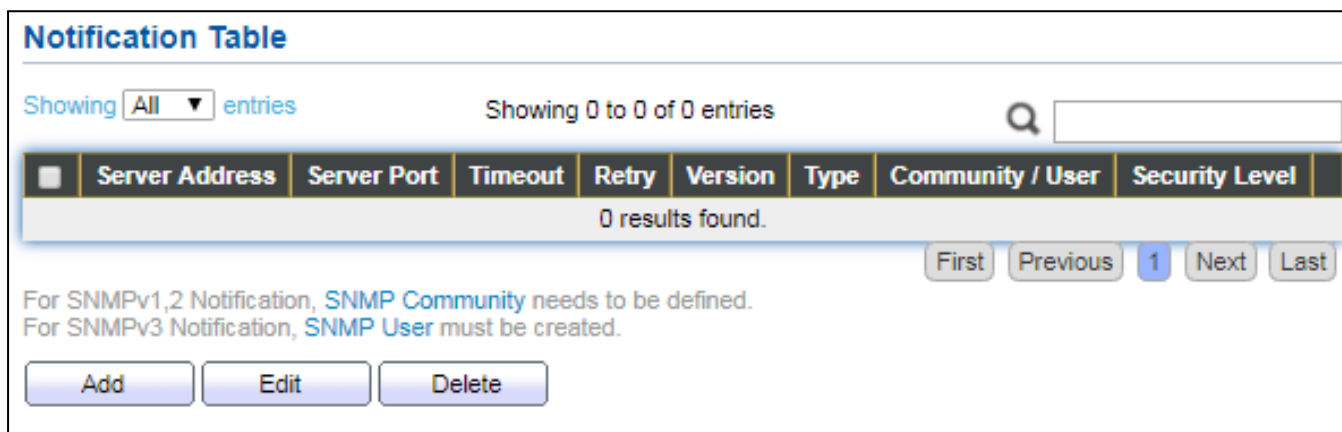 Notification Table
Showing All entries Showing 0 to 0 of 0 entries
Server Address Server Port Timeout Retry Version Type Community / User Security Level
0 results found.
First Previous 1 Next Last
For SNMPv1,2 Notification, SNMP Community needs to be defined.
For SNMPv3 Notification, SNMP User must be created.
Add Edit Delete